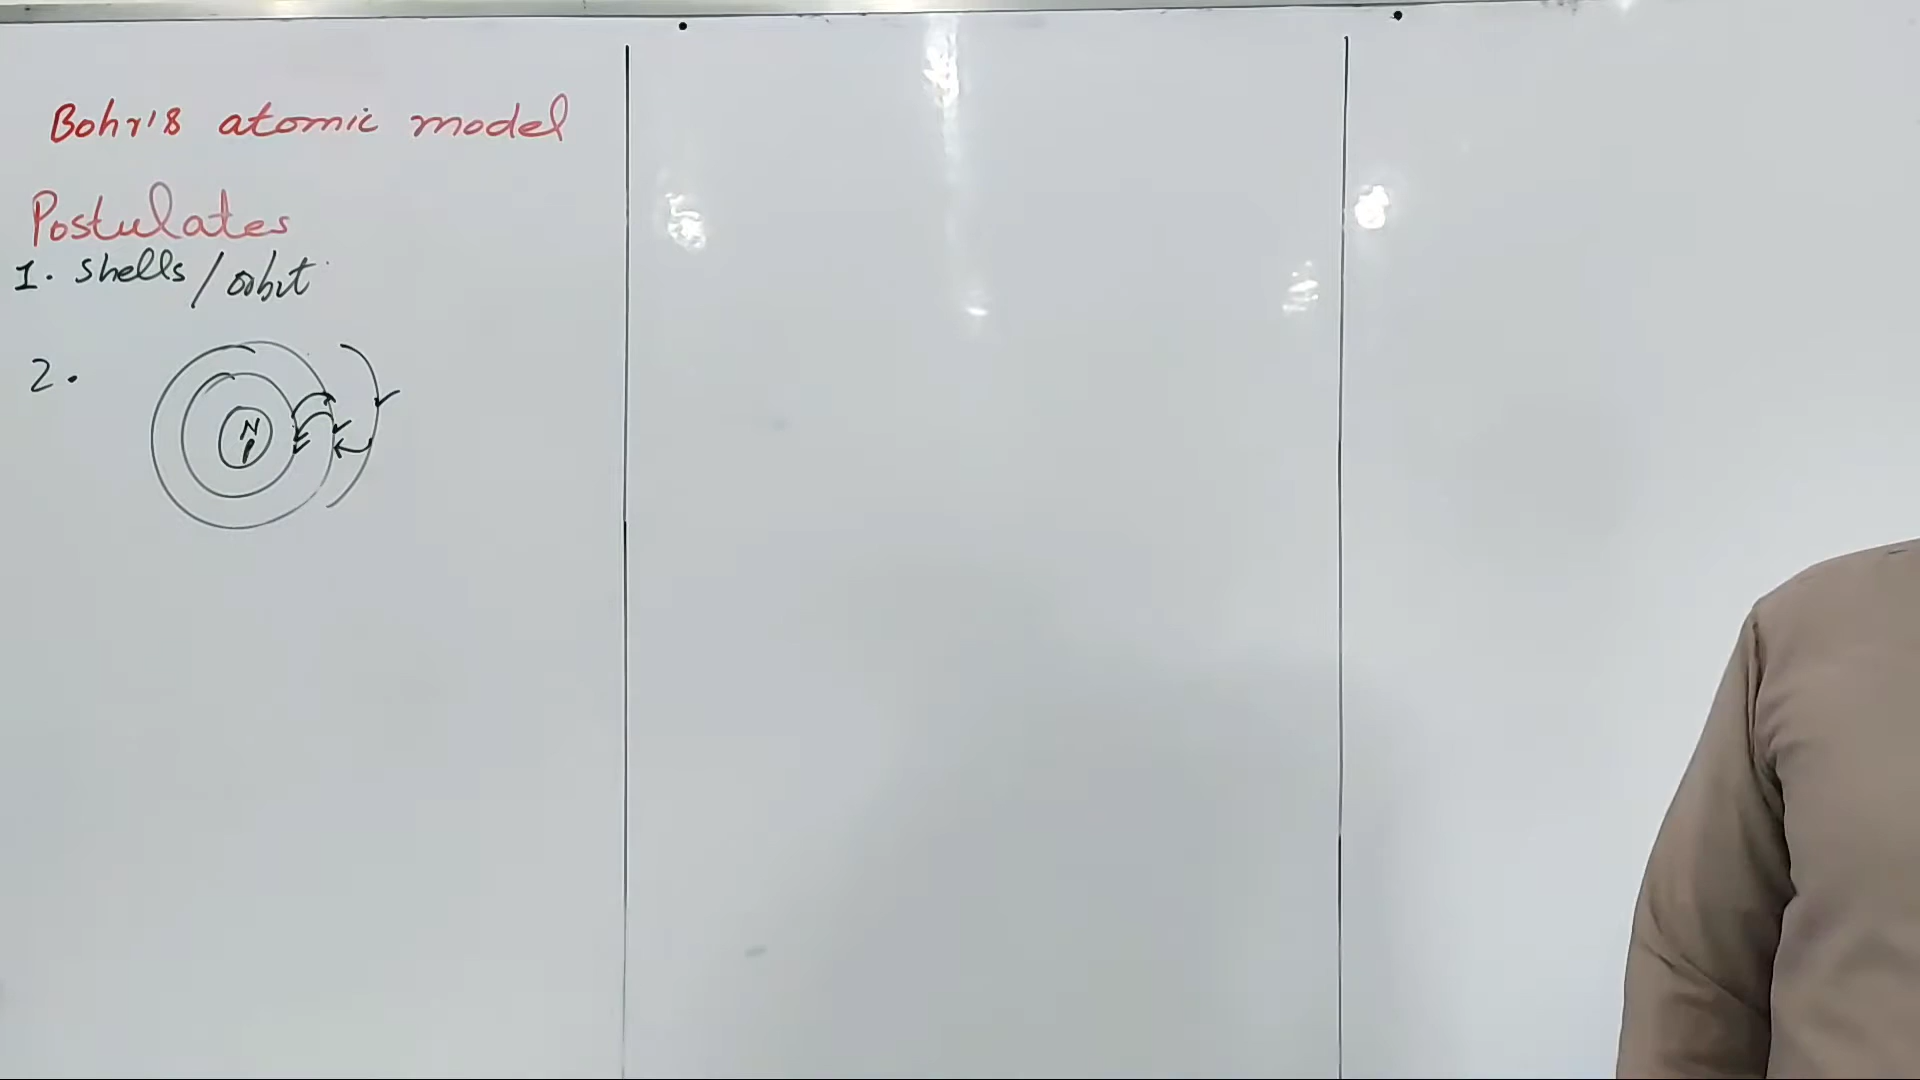 Bohr's atomic model
Postulates
1. shells / orbit
2.
N
P